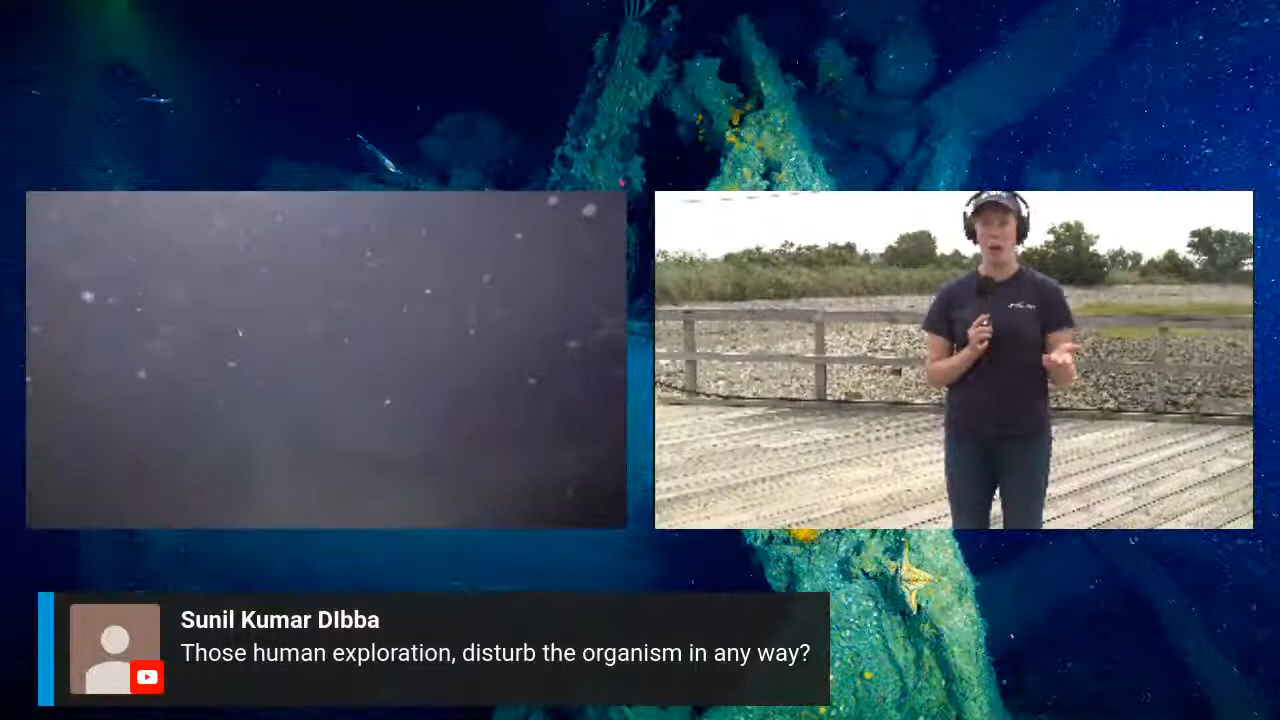 Sunil Kumar DIbba
Those human exploration, disturb the organism in any way?